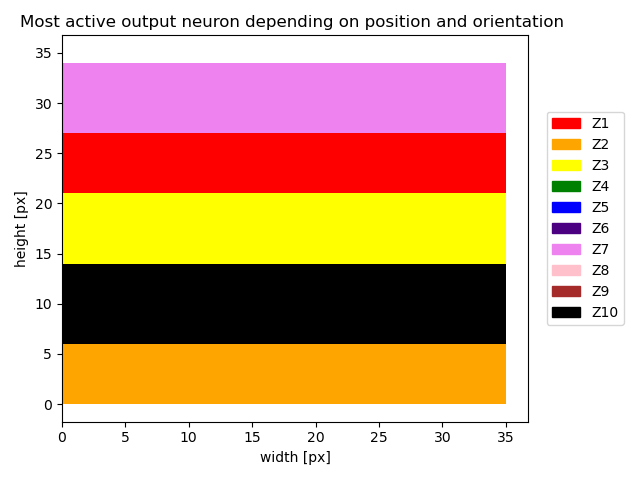 Most active output neuron depending on position and orientation
35
30
25
20
15
10
5
0
height [px]
0 5 10 15 20 25 30 35
width [px]
Z1
Z2
Z3
Z4
Z5
Z6
Z7
Z8
Z9
Z10